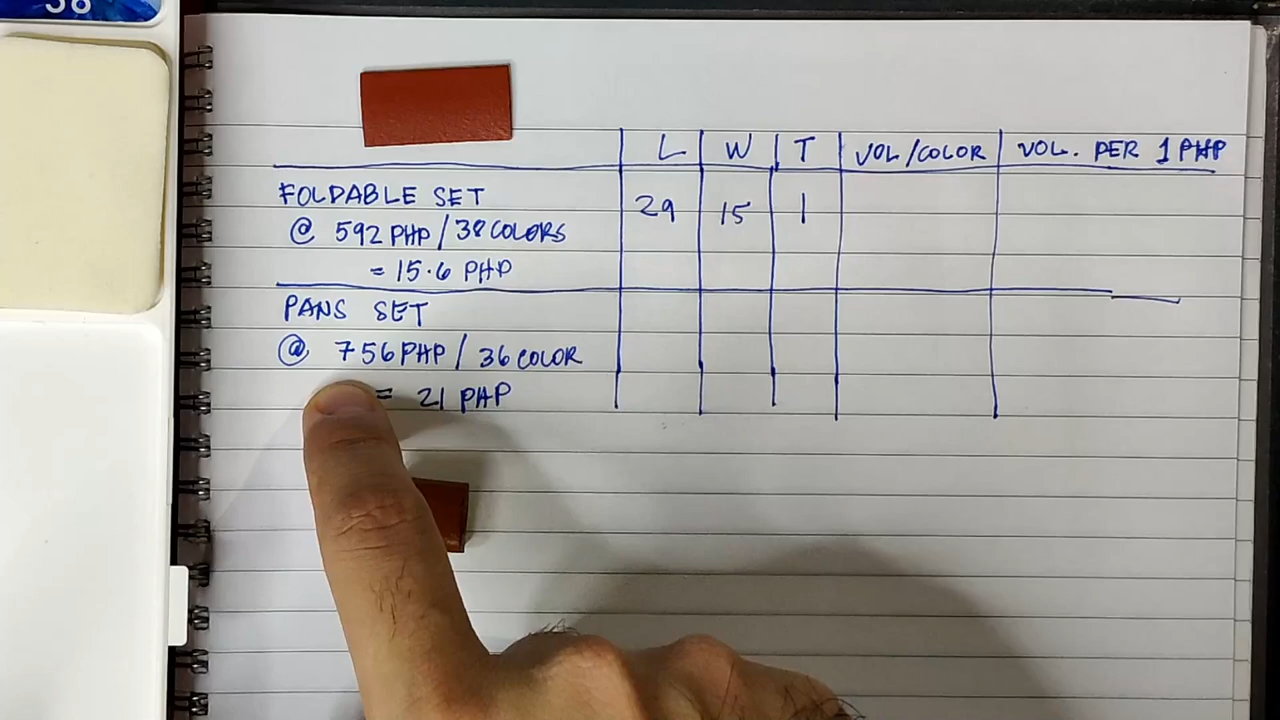 38
L W T VOL/COLOR VOL. PER 1 PHP
FOLDABLE SET
@ 592 PHP/38 COLORS
29 15 1
= 15.6 PHP
PANS SET
@ 756 PHP/36 COLOR
= 21 PHP